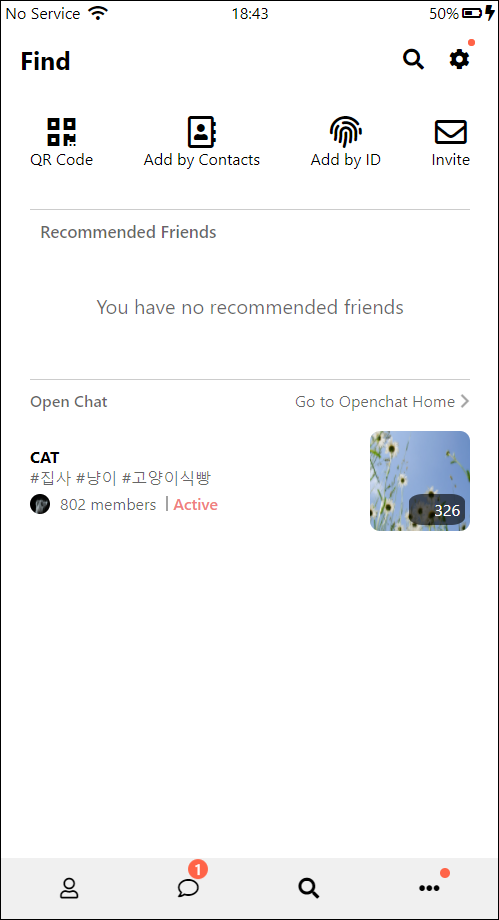 No Service 18:43 50%
Find
QR Code Add by Contacts Add by ID Invite
Recommended Friends
You have no recommended friends
Open Chat Go to Openchat Home
CAT
#집사 #냥이 #고양이식빵
802 members | Active
326
1